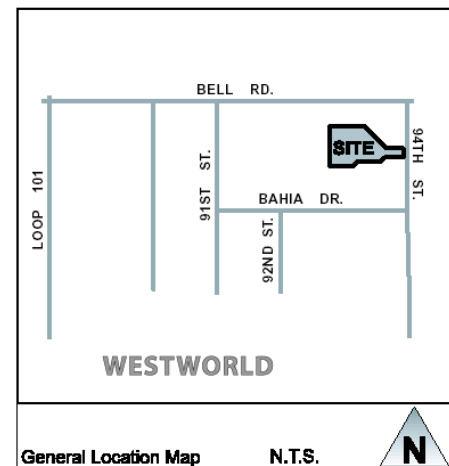 BELL RD.
SITE
94TH ST.
LOOP 101
91ST ST.
BAHIA DR.
92ND ST.
WESTWORLD
General Location Map N.T.S.
N